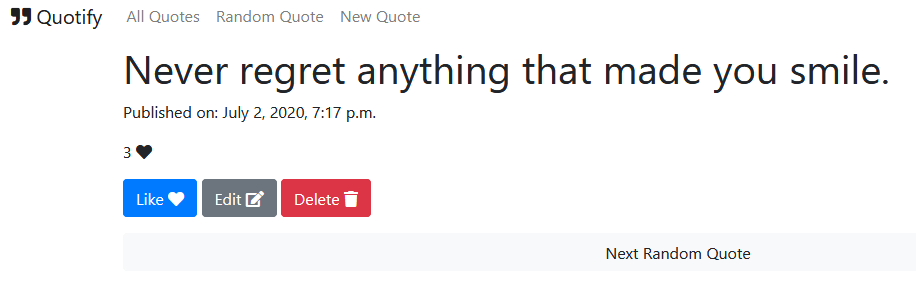 Quotify All Quotes Random Quote New Quote
Never regret anything that made you smile.
Published on: July 2, 2020, 7:17 p.m.
3
Like Edit Delete
Next Random Quote